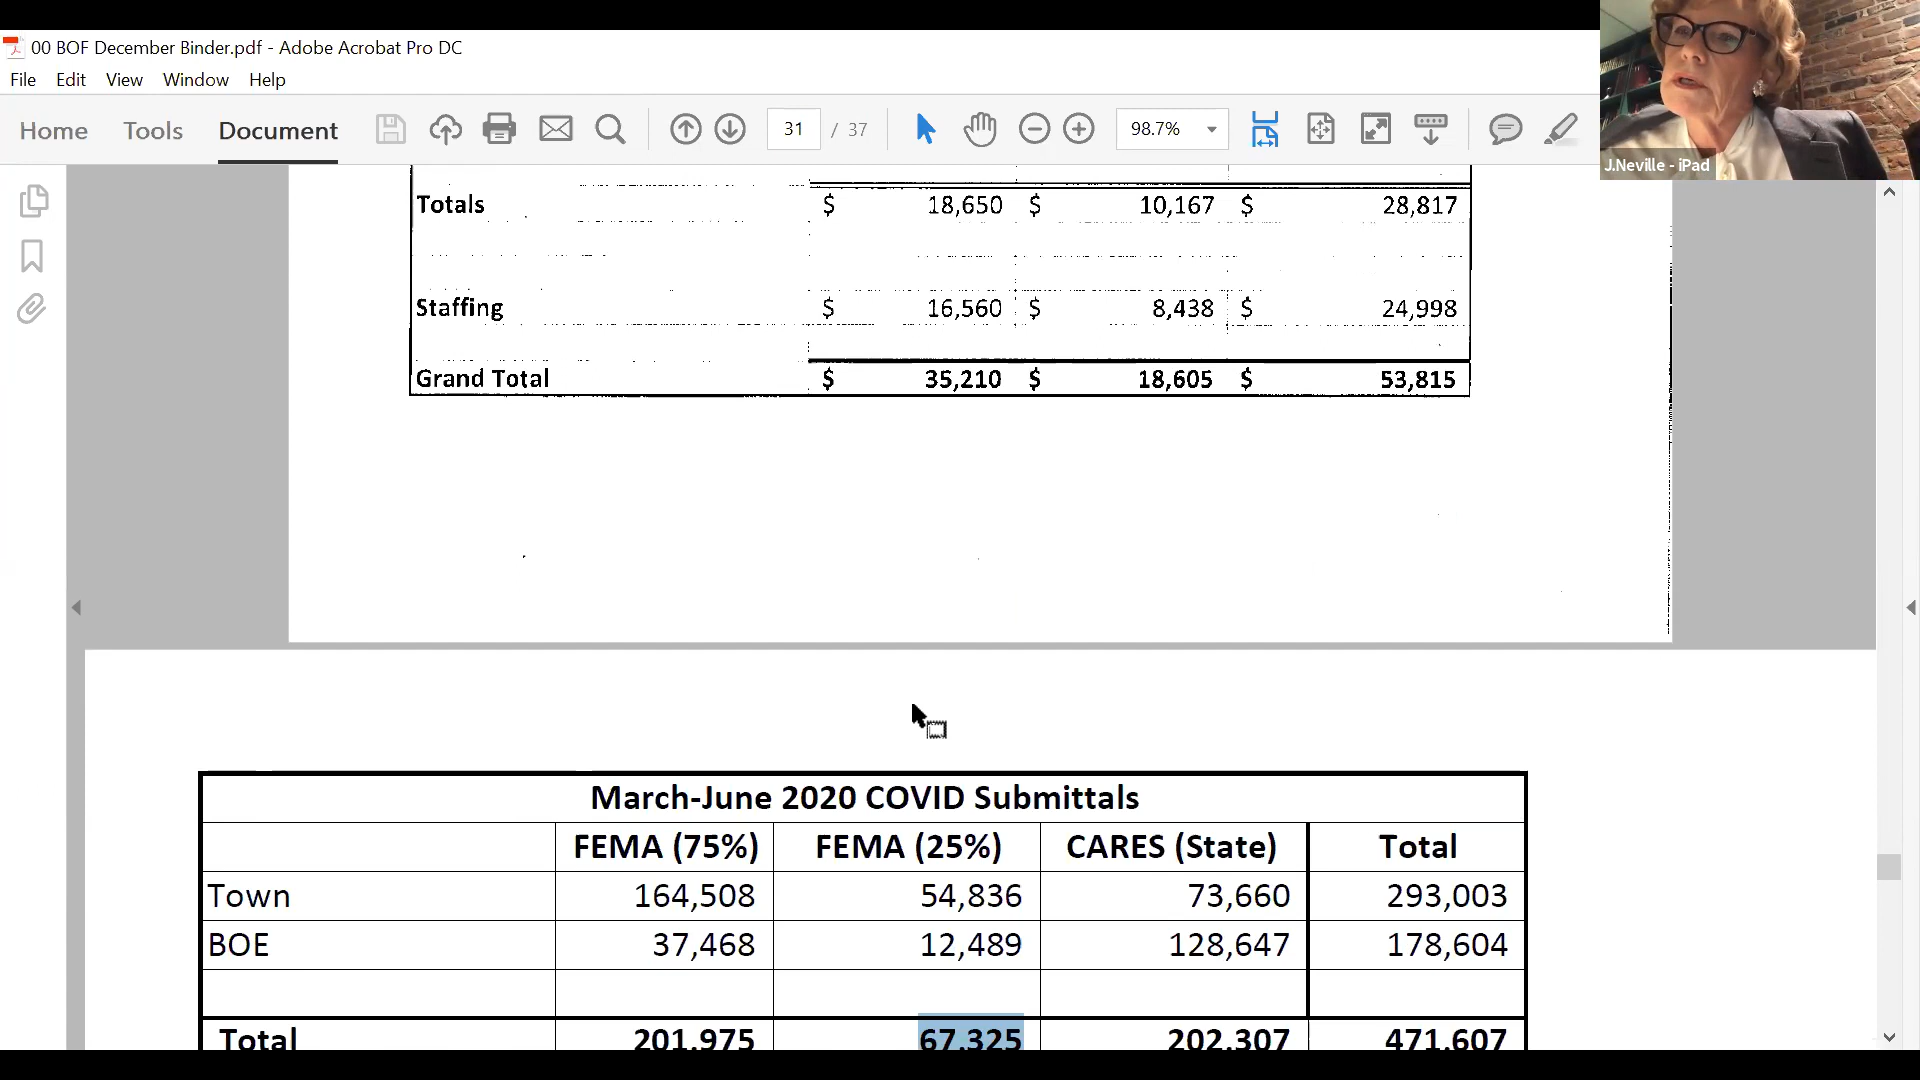 00 BOF December Binder.pdf - Adobe Acrobat Pro DC
File Edit View Window Help
Home Tools Document 31 / 37 98.7%
J.Neville - iPad
Totals $ 18,650 $ 10,167 $ 28,817
Staffing $ 16,560 $ 8,438 $ 24,998
Grand Total $ 35,210 $ 18,605 $ 53,815
March-June 2020 COVID Submittals
FEMA (75%) FEMA (25%) CARES (State) Total
Town 164,508 54,836 73,660 293,003
BOE 37,468 12,489 128,647 178,604
Total 201,975 67,325 202,307 471,607